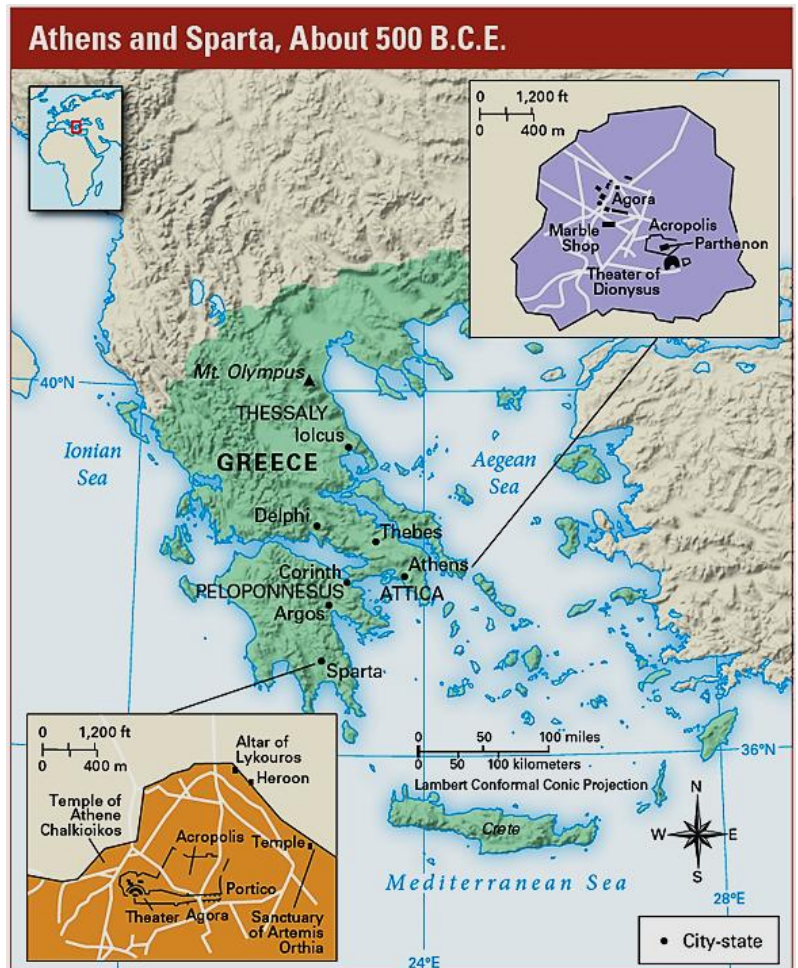 Athens and Sparta, About 500 B.C.E.
0 1,200 ft
0 400 m
Agora
Marble
Shop
Acropolis
Parthenon
Theater of
Dionysus
40°N
Mt. Olympus
THESSALY
Iolcus
Ionian
Sea
GREECE
Aegean
Sea
Delphi
Thebes
Athens
Corinth
PELOPONNESUS
ATTICA
Argos
Sparta
0 50 100 miles
0 50 100 kilometers
Lambert Conformal Conic Projection
36°N
Crete
N
W E
S
Mediterranean Sea
28°E
24°E
City-state
0 1,200 ft
0 400 m
Altar of
Lykouros
Heroon
Temple of
Athene
Chalkioikos
Acropolis
Temple
Portico
Theater Agora
Sanctuary
of Artemis
Orthia